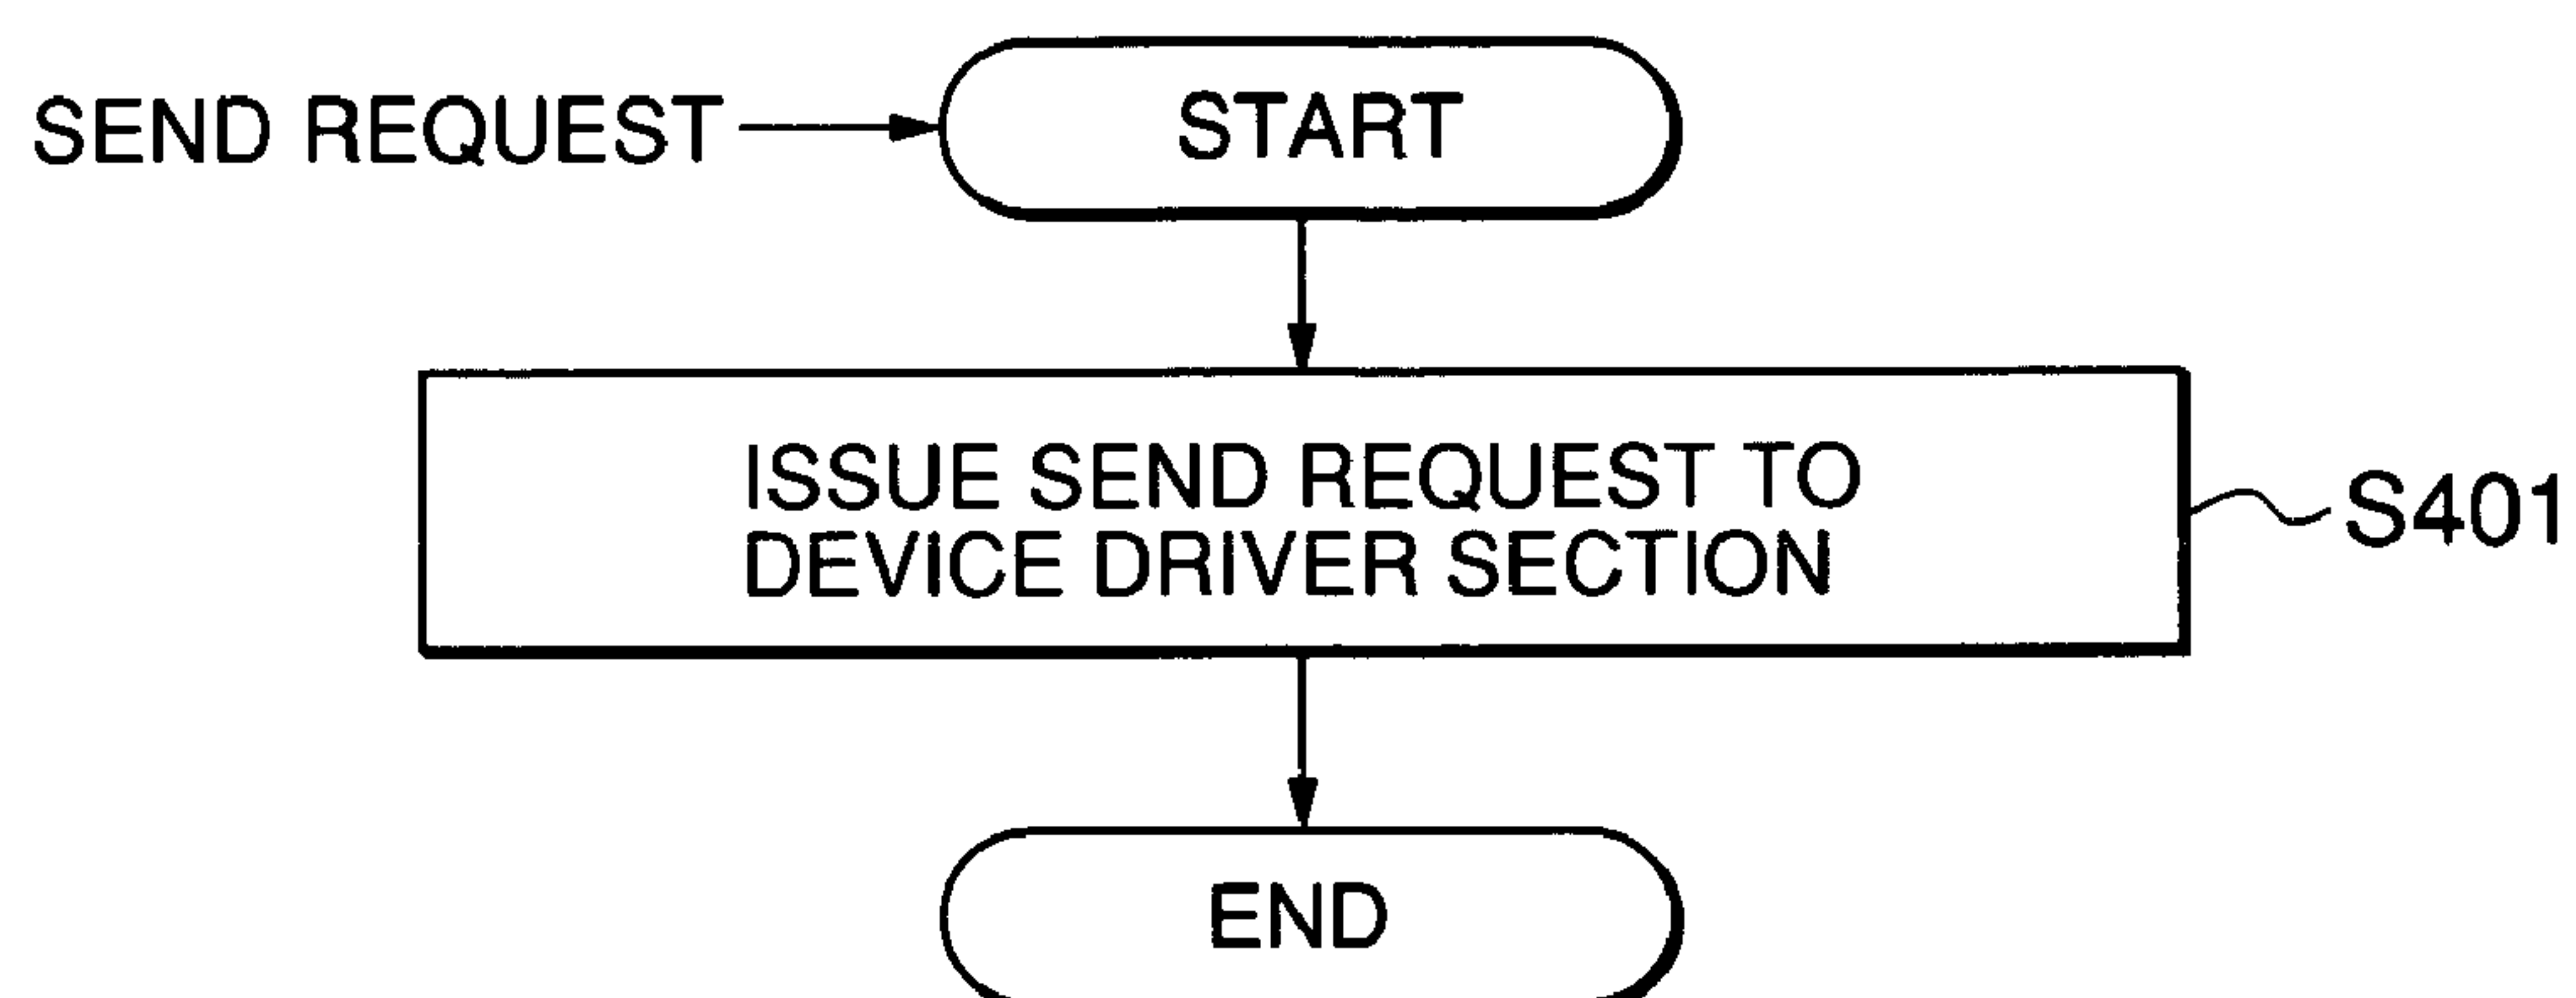 SEND REQUEST
START
ISSUE SEND REQUEST TO
DEVICE DRIVER SECTION
S401
END